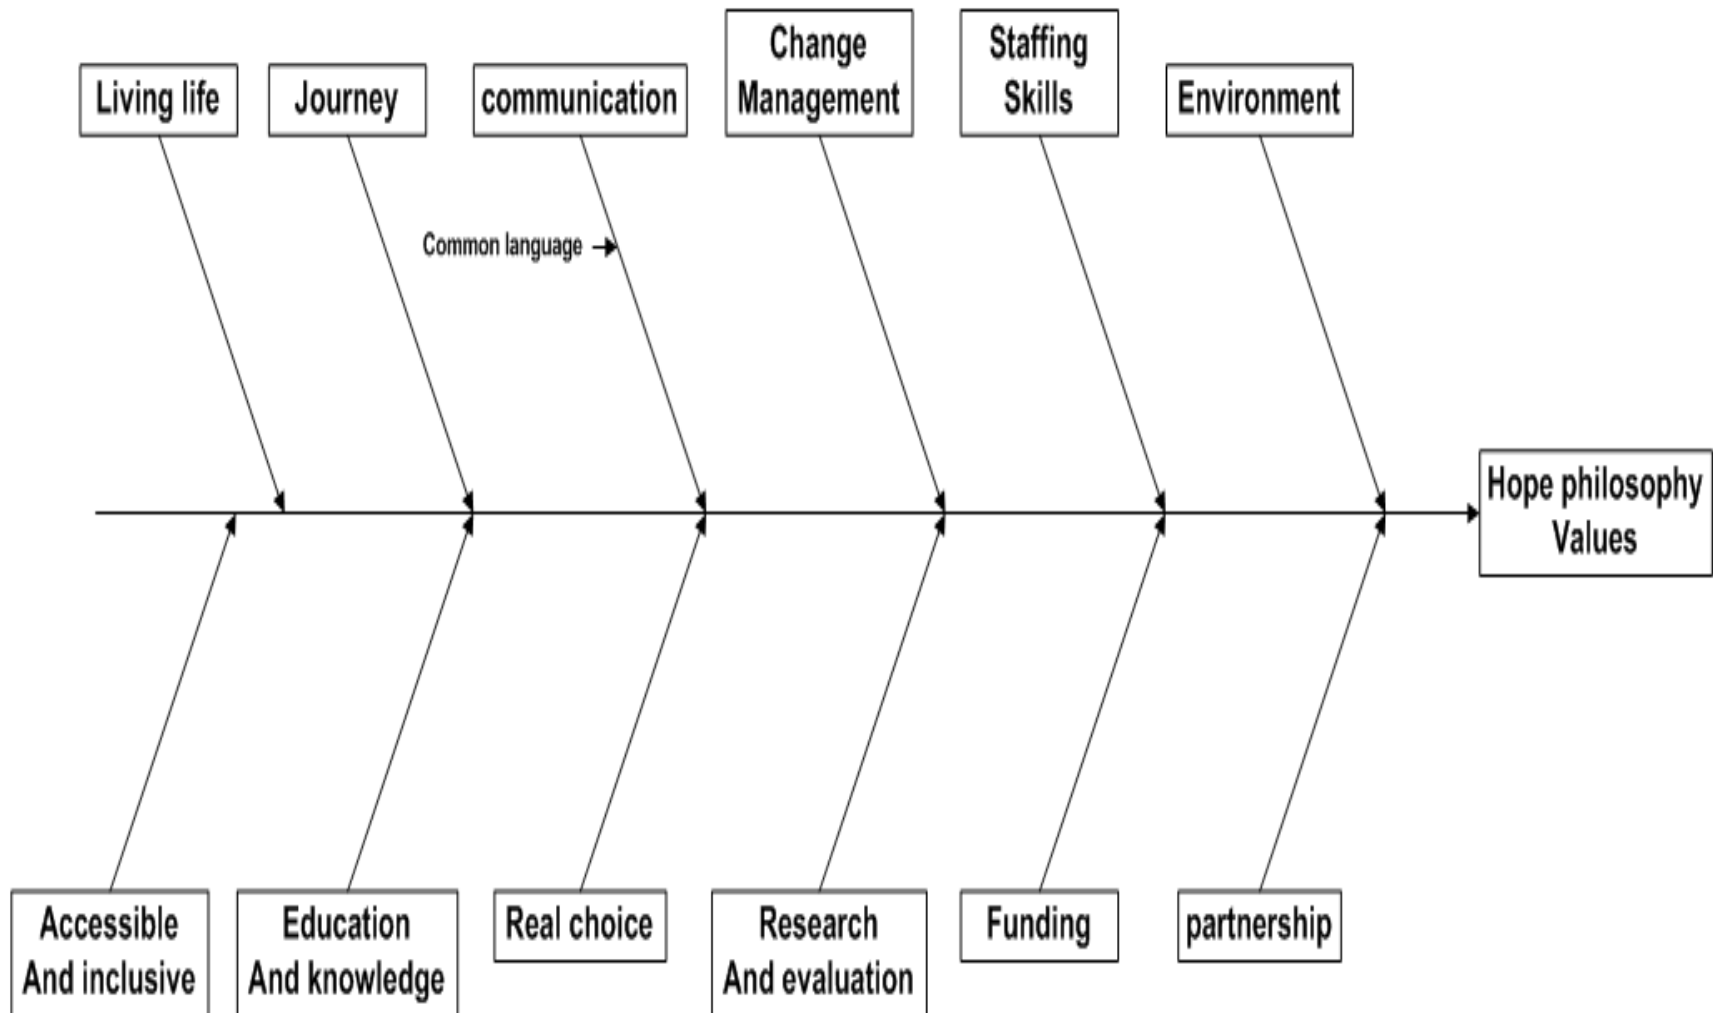 Living life
Journey
communication
Change
Management
Staffing
Skills
Environment
Common language
Hope philosophy
Values
Accessible
And inclusive
Education
And knowledge
Real choice
Research
And evaluation
Funding
partnership